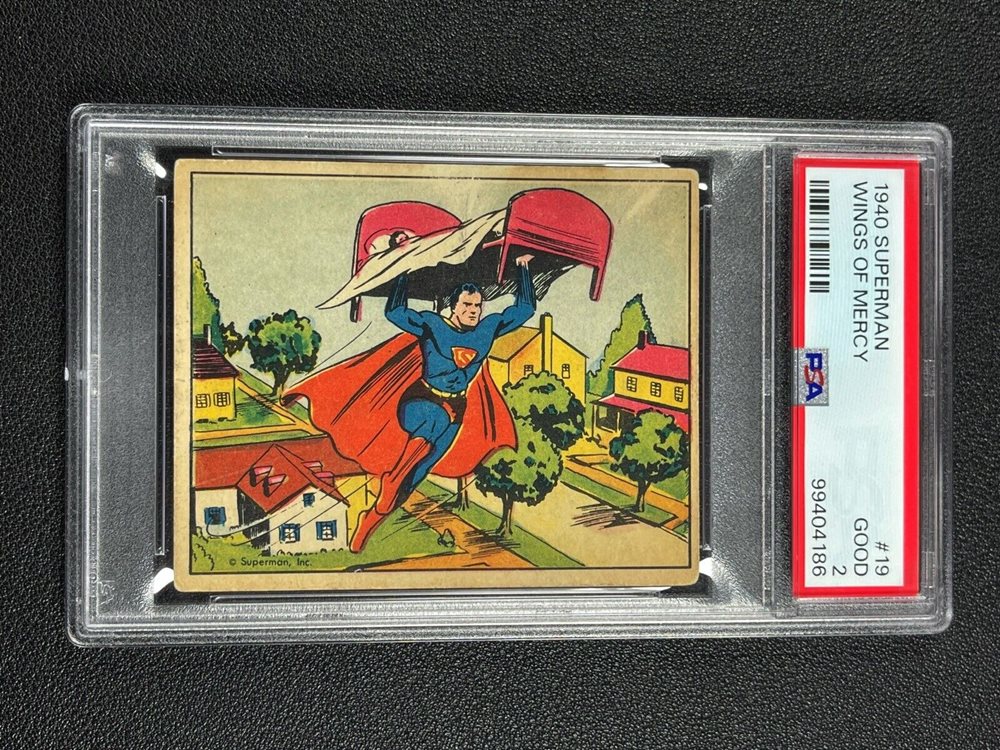 1940 SUPERMAN
WINGS OF MERCY
#19
GOOD
2
99404186
PSA
S
© Superman, Inc.